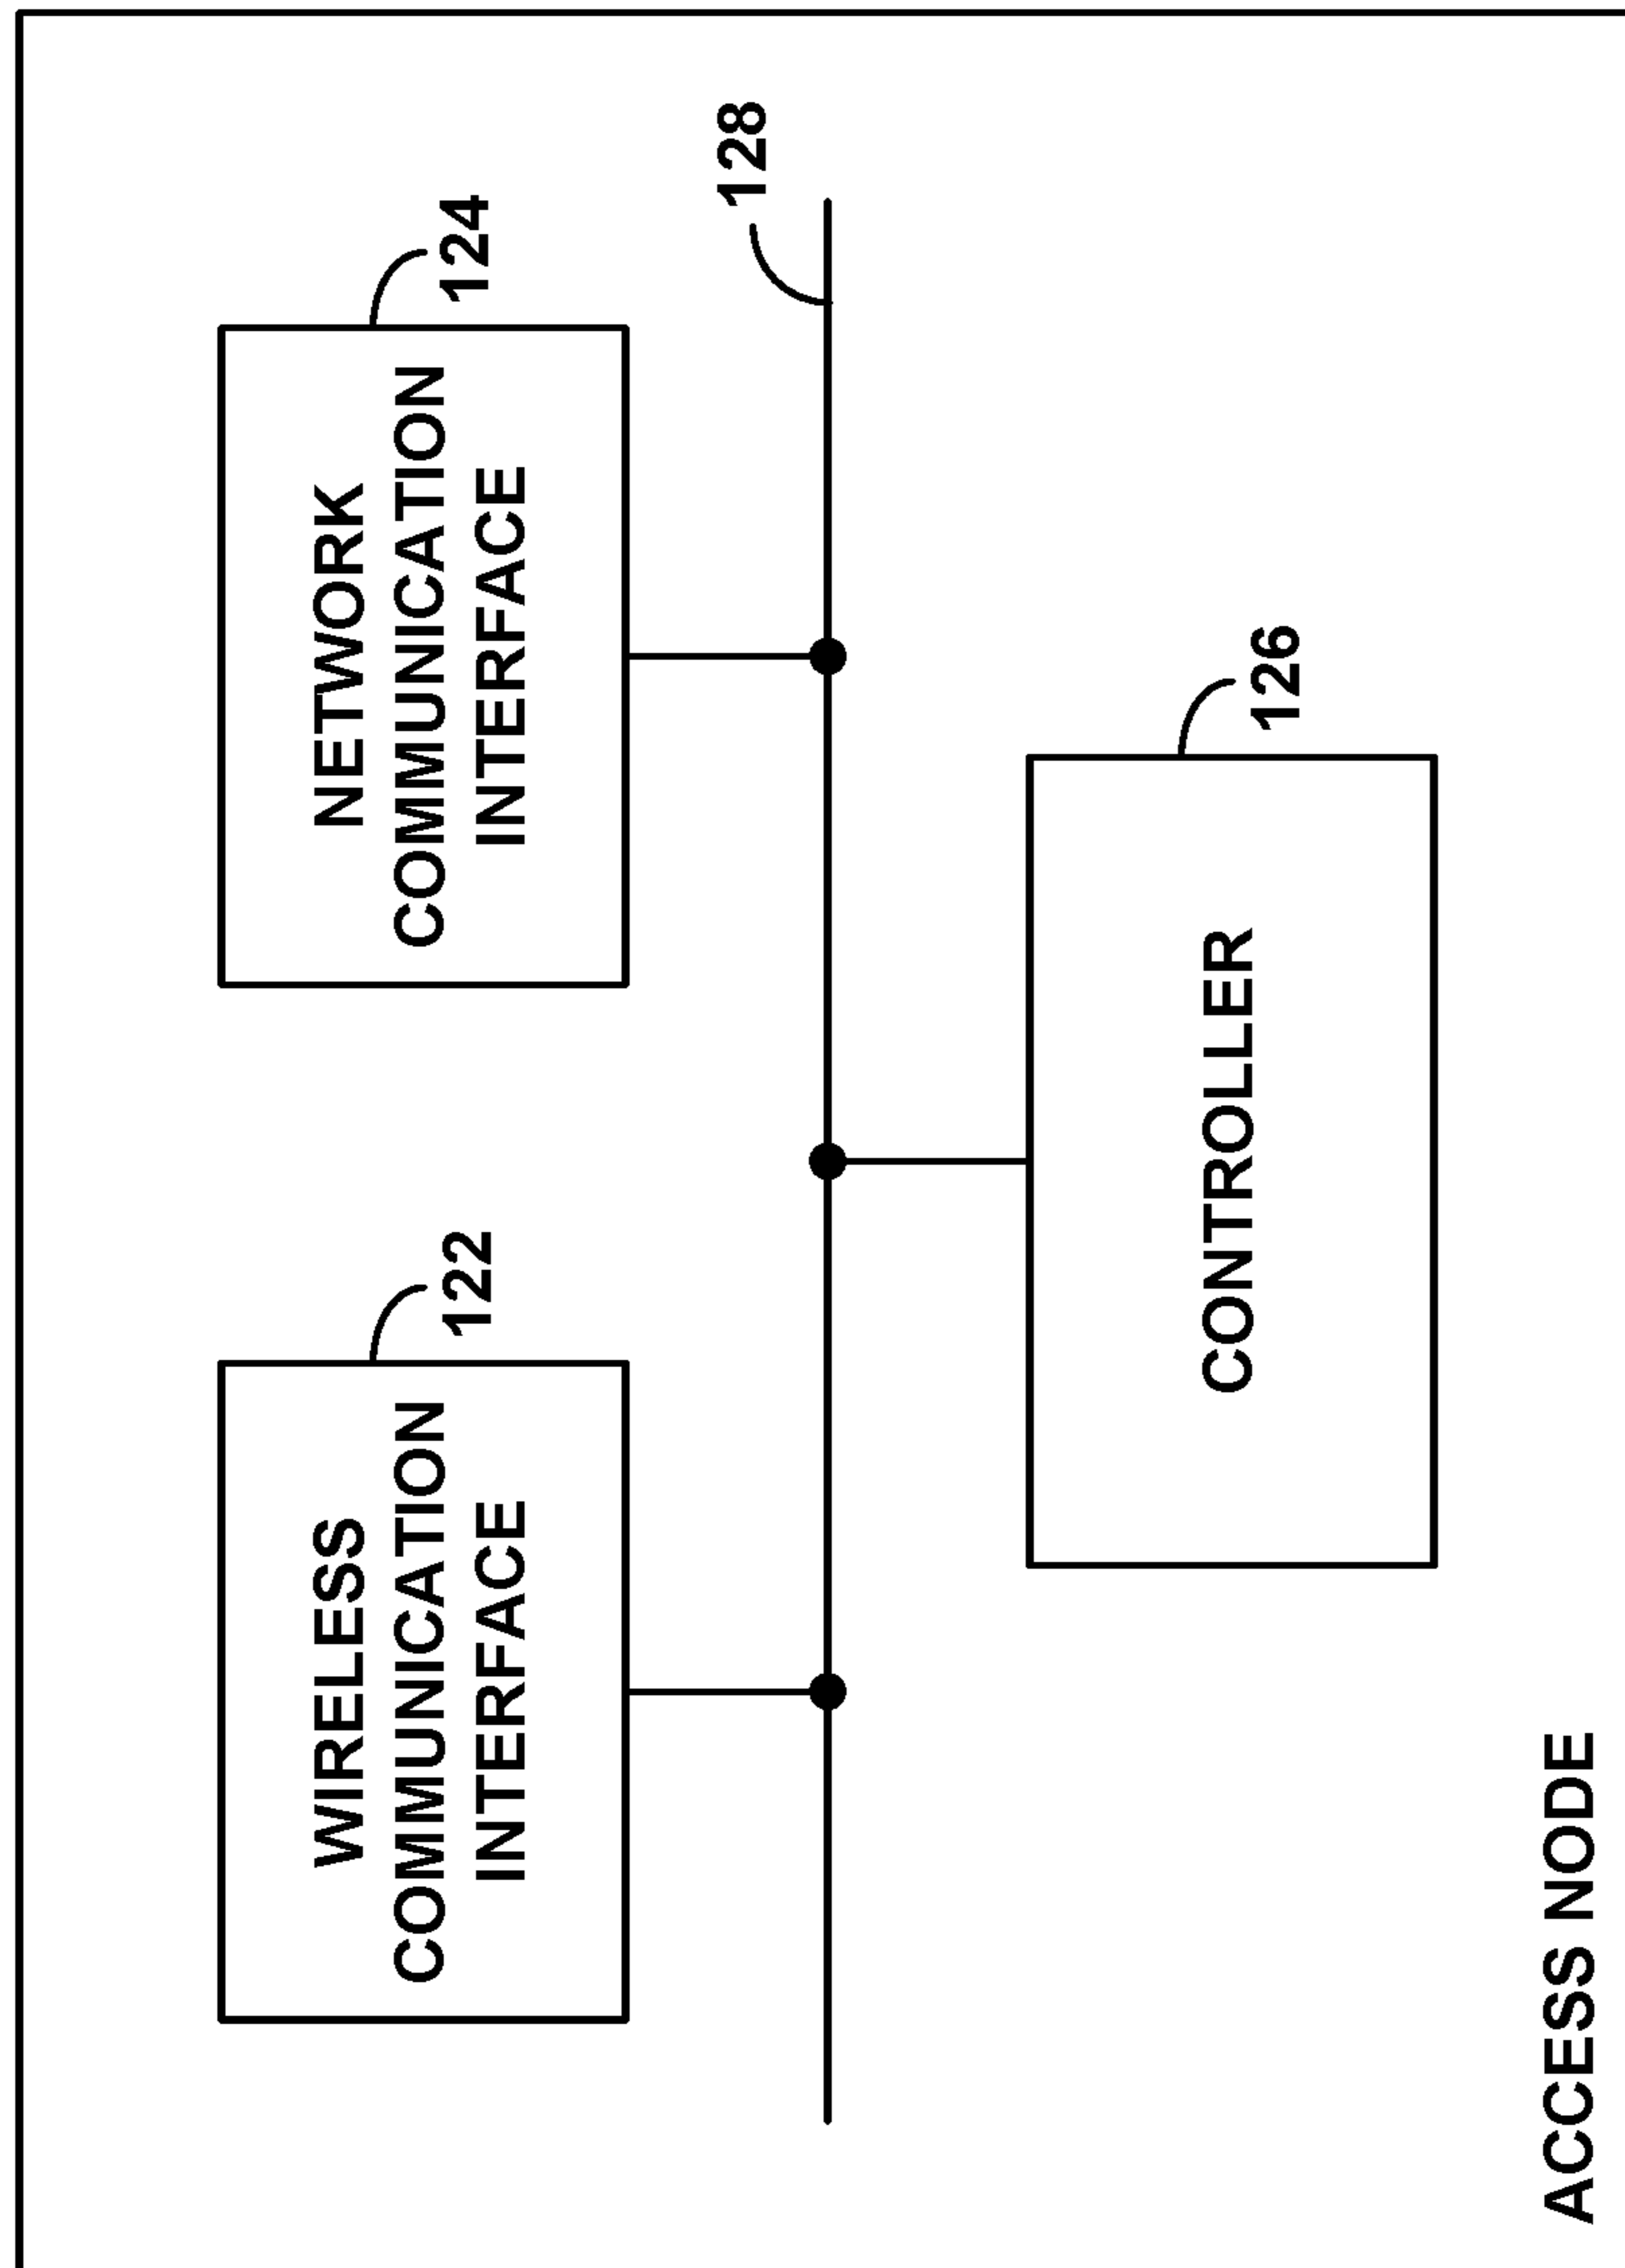 WIRELESS
COMMUNICATION
INTERFACE
122
NETWORK
COMMUNICATION
INTERFACE
124
128
CONTROLLER
126
ACCESS NODE